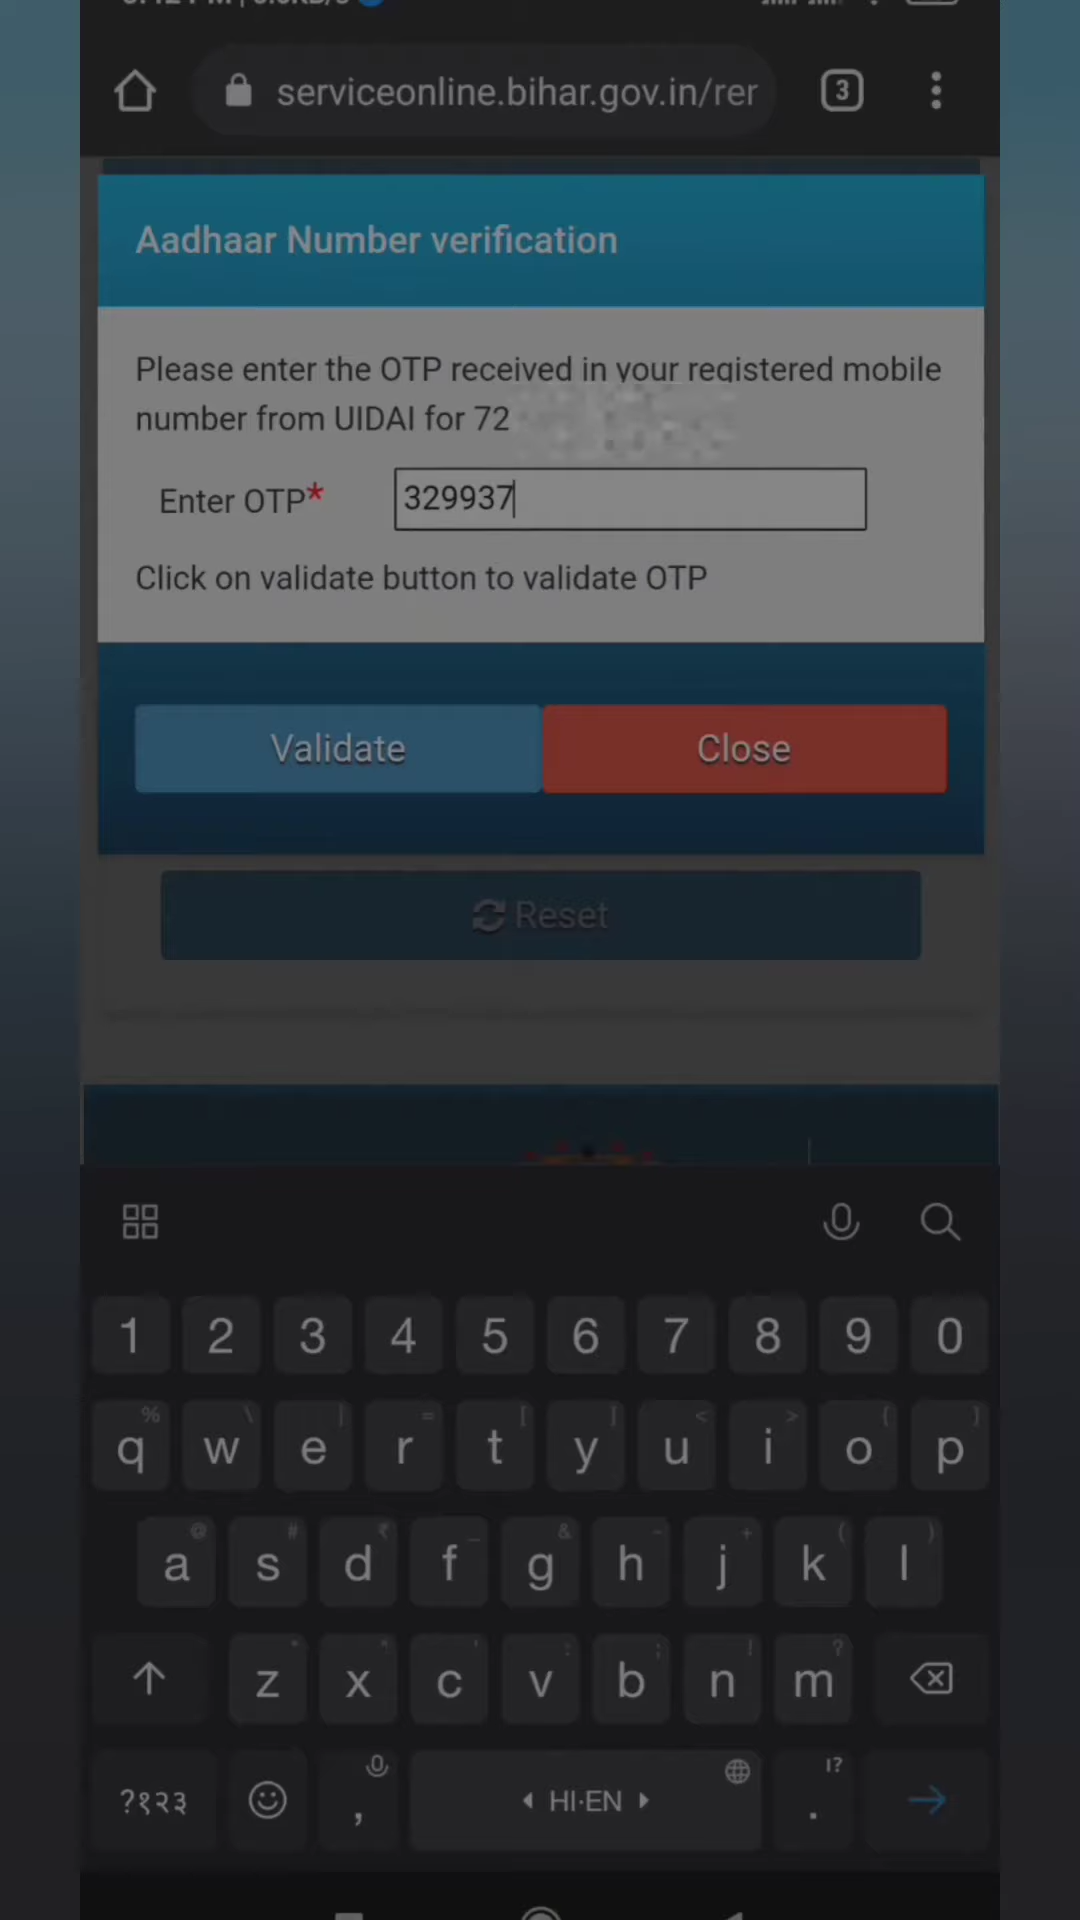 serviceonline.bihar.gov.in/rer
3
Aadhaar Number verification
Please enter the OTP received in your registered mobile
number from UIDAI for 72
Enter OTP*
329937
Click on validate button to validate OTP
Validate
Close
Reset
1 2 3 4 5 6 7 8 9 0
q w e r t y u i o p
a s d f g h j k l
z x c v b n m
?१२३ , HI·EN . !?